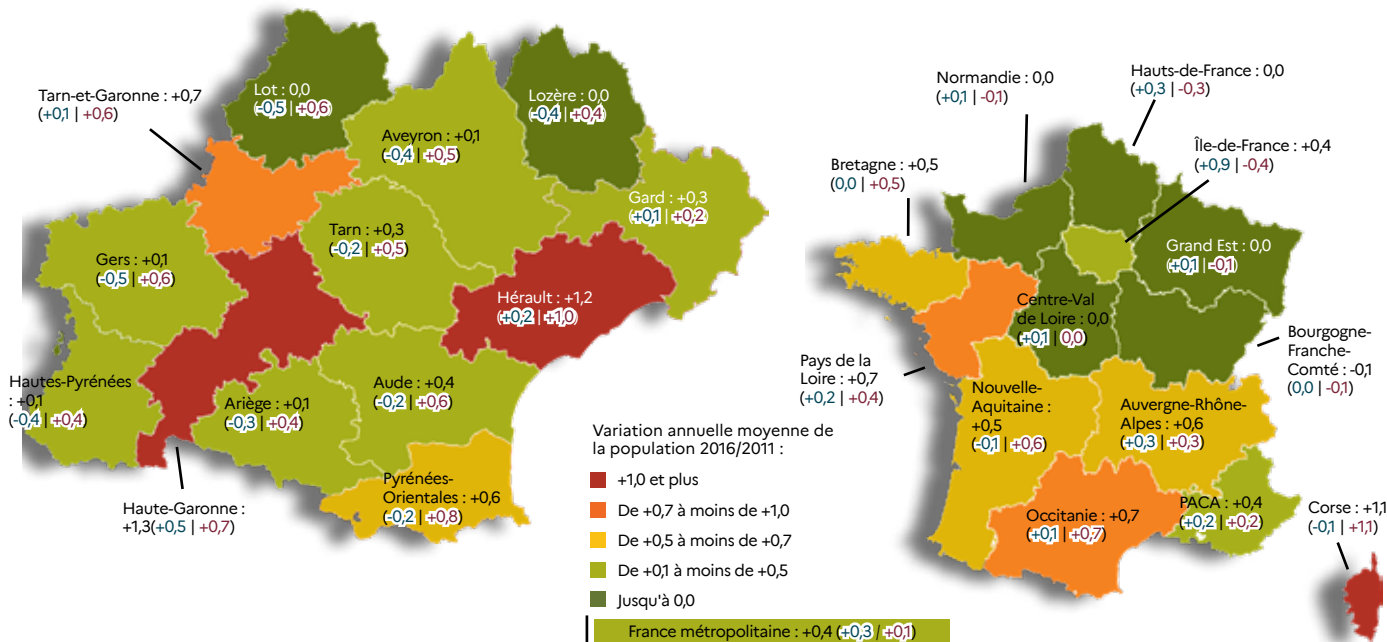 Tarn-et-Garonne : +0,7
(+0,1 | +0,6)
Lot : 0,0
(-0,5 | +0,6)
Lozère : 0,0
(-0,4 | +0,4)
Aveyron : +0,1
(-0,4 | +0,5)
Gard : +0,3
(+0,1 | +0,2)
Tarn : +0,3
(-0,2 | +0,5)
Gers : +0,1
(-0,5 | +0,6)
Hérault : +1,2
(+0,2 | +1,0)
Hautes-Pyrénées
: +0,1
(-0,4 | +0,4)
Ariège : +0,1
(-0,3 | +0,4)
Aude : +0,4
(-0,2 | +0,6)
Pyrénées-
Orientales : +0,6
(-0,2 | +0,8)
Haute-Garonne :
+1,3(+0,5 | +0,7)
Variation annuelle moyenne de
la population 2016/2011 :
+1,0 et plus
De +0,7 à moins de +1,0
De +0,5 à moins de +0,7
De +0,1 à moins de +0,5
Jusqu'à 0,0
France métropolitaine : +0,4 (+0,3 / +0,1)
Normandie : 0,0
(+0,1 | -0,1)
Hauts-de-France : 0,0
(+0,3 | -0,3)
Île-de-France : +0,4
(+0,9 | -0,4)
Bretagne : +0,5
(0,0 | +0,5)
Grand Est : 0,0
(+0,1 | -0,1)
Centre-Val
de Loire : 0,0
(+0,1 | 0,0)
Bourgogne-
Franche-
Comté : -0,1
(0,0 | -0,1)
Pays de la
Loire : +0,7
(+0,2 | +0,4)
Nouvelle-
Aquitaine :
+0,5
(-0,1 | +0,6)
Auvergne-Rhône-
Alpes : +0,6
(+0,3 | +0,3)
Occitanie : +0,7
(+0,1 | +0,7)
PACA : +0,4
(+0,2 | +0,2)
Corse : +1,1
(-0,1 | +1,1)